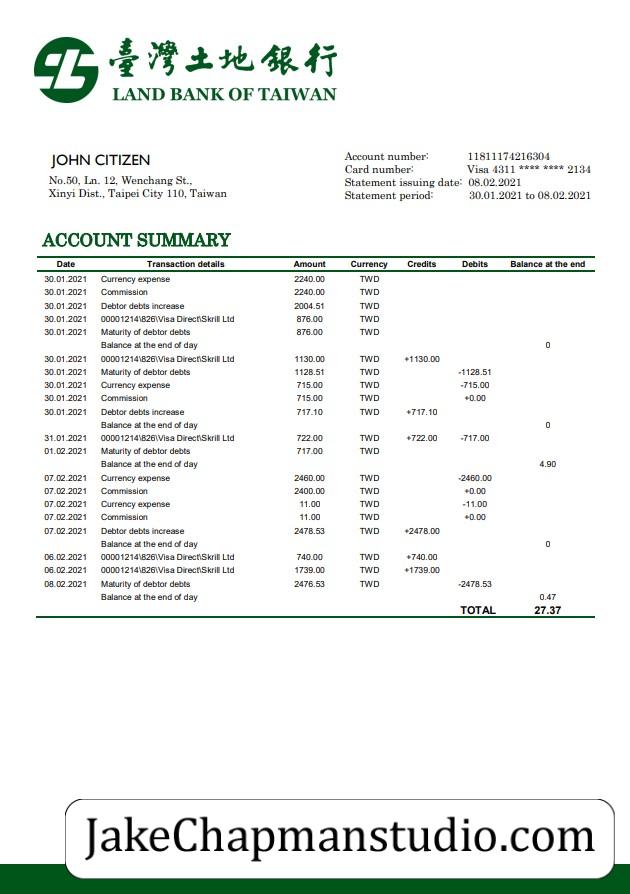 臺灣土地銀行
LAND BANK OF TAIWAN
JOHN CITIZEN
No.50, Ln. 12, Wenchang St.,
Xinyi Dist., Taipei City 110, Taiwan
Account number: 11811174216304
Card number: Visa 4311 **** **** 2134
Statement issuing date: 08.02.2021
Statement period: 30.01.2021 to 08.02.2021
ACCOUNT SUMMARY
Date Transaction details Amount Currency Credits Debits Balance at the end
30.01.2021 Currency expense 2240.00 TWD
30.01.2021 Commission 2240.00 TWD
30.01.2021 Debtor debts increase 2004.51 TWD
30.01.2021 00001214\826\Visa Direct\Skrill Ltd 876.00 TWD
30.01.2021 Maturity of debtor debts 876.00 TWD
Balance at the end of day 0
30.01.2021 00001214\826\Visa Direct\Skrill Ltd 1130.00 TWD +1130.00
30.01.2021 Maturity of debtor debts 1128.51 TWD -1128.51
30.01.2021 Currency expense 715.00 TWD -715.00
30.01.2021 Commission 715.00 TWD +0.00
30.01.2021 Debtor debts increase 717.10 TWD +717.10
Balance at the end of day 0
31.01.2021 00001214\826\Visa Direct\Skrill Ltd 722.00 TWD +722.00 -717.00
01.02.2021 Maturity of debtor debts 717.00 TWD
Balance at the end of day 4.90
07.02.2021 Currency expense 2460.00 TWD -2460.00
07.02.2021 Commission 2400.00 TWD +0.00
07.02.2021 Currency expense 11.00 TWD -11.00
07.02.2021 Commission 11.00 TWD +0.00
07.02.2021 Debtor debts increase 2478.53 TWD +2478.00
Balance at the end of day 0
06.02.2021 00001214\826\Visa Direct\Skrill Ltd 740.00 TWD +740.00
06.02.2021 00001214\826\Visa Direct\Skrill Ltd 1739.00 TWD +1739.00
08.02.2021 Maturity of debtor debts 2476.53 TWD -2478.53
Balance at the end of day 0.47
TOTAL 27.37
JakeChapmanstudio.com